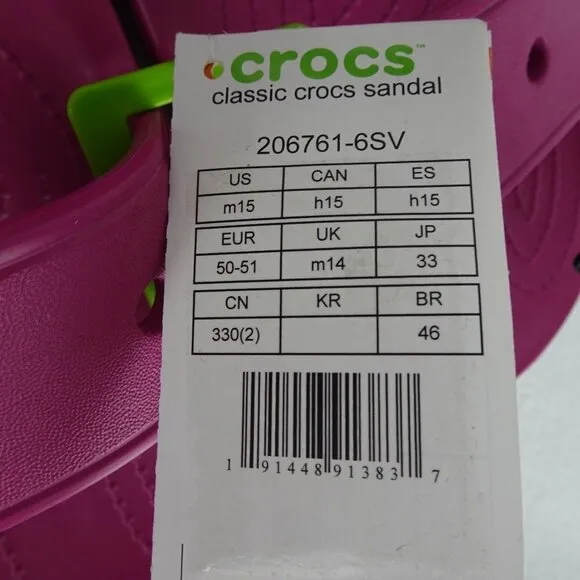 crocs™
classic crocs sandal
206761-6SV
US CAN ES
m15 h15 h15
EUR UK JP
50-51 m14 33
CN KR BR
330(2) 46
1 91448 91383 7